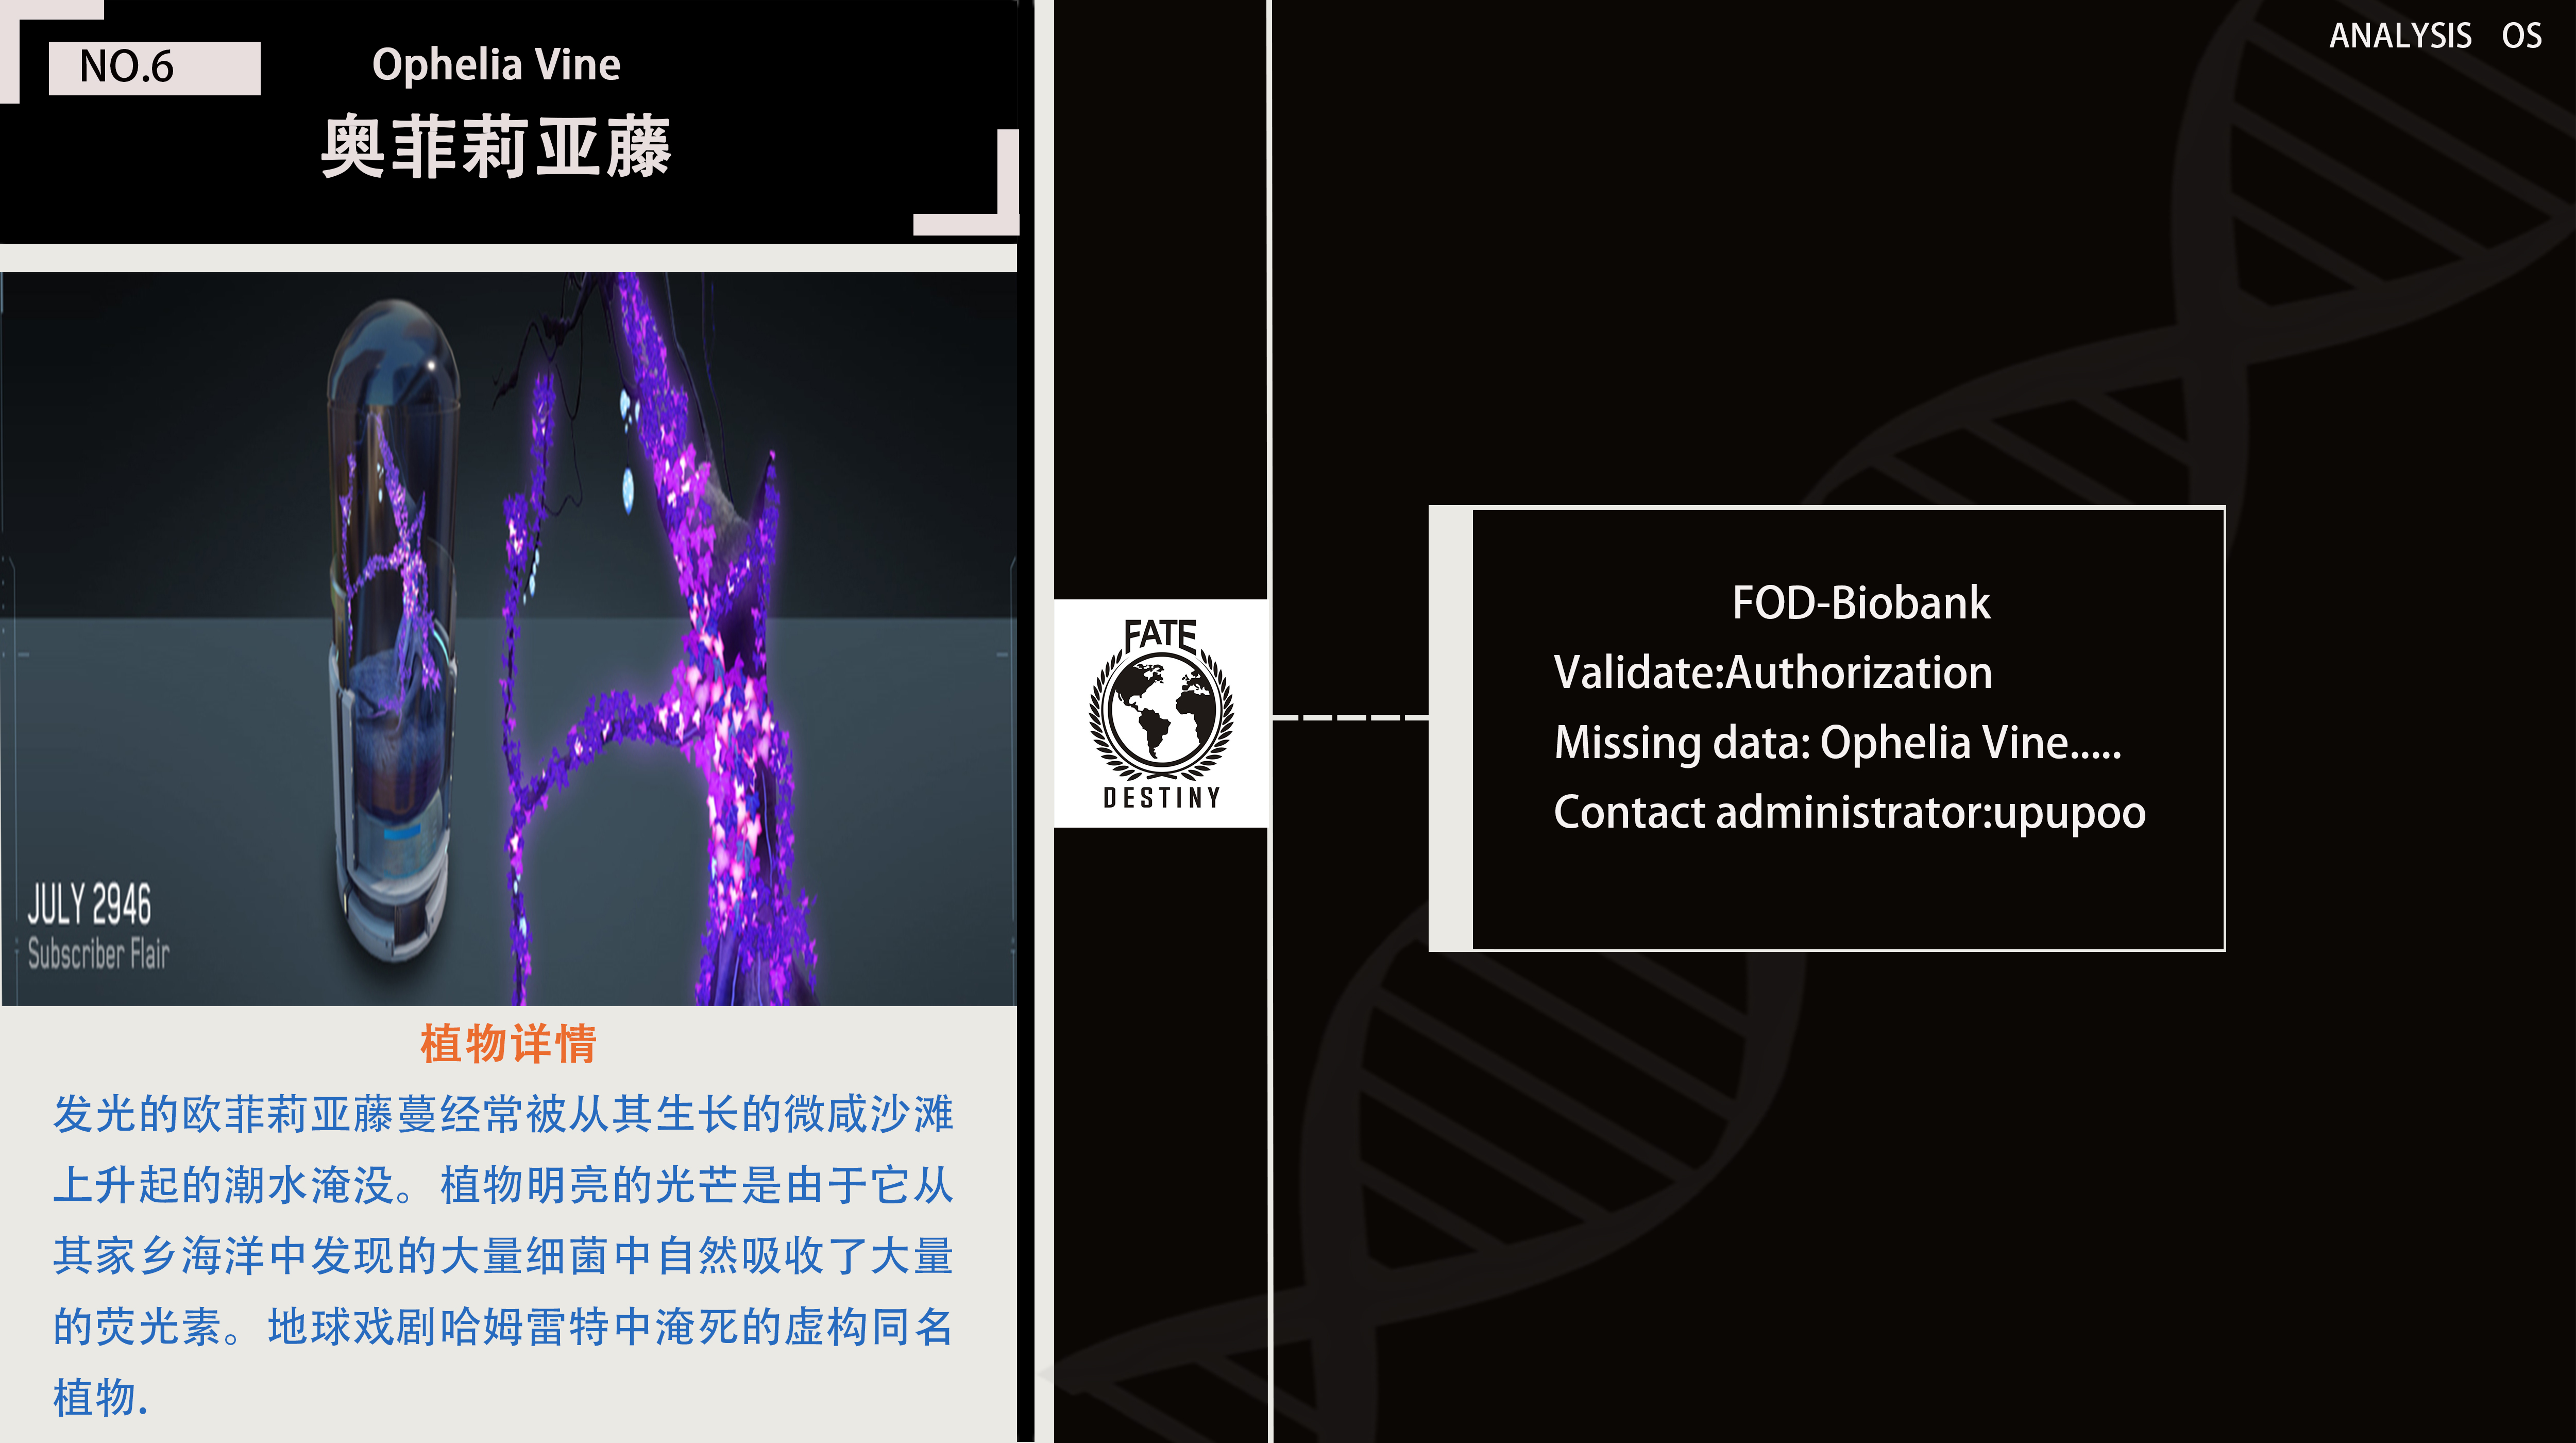 NO.6
Ophelia Vine
奥菲莉亚藤
JULY 2946
Subscriber Flair
植物详情
发光的欧菲莉亚藤蔓经常被从其生长的微咸沙滩
上升起的潮水淹没。植物明亮的光芒是由于它从
其家乡海洋中发现的大量细菌中自然吸收了大量
的荧光素。地球戏剧哈姆雷特中淹死的虚构同名
植物.
FATE
DESTINY
ANALYSIS OS
FOD-Biobank
Validate:Authorization
Missing data: Ophelia Vine.....
Contact administrator:upupoo